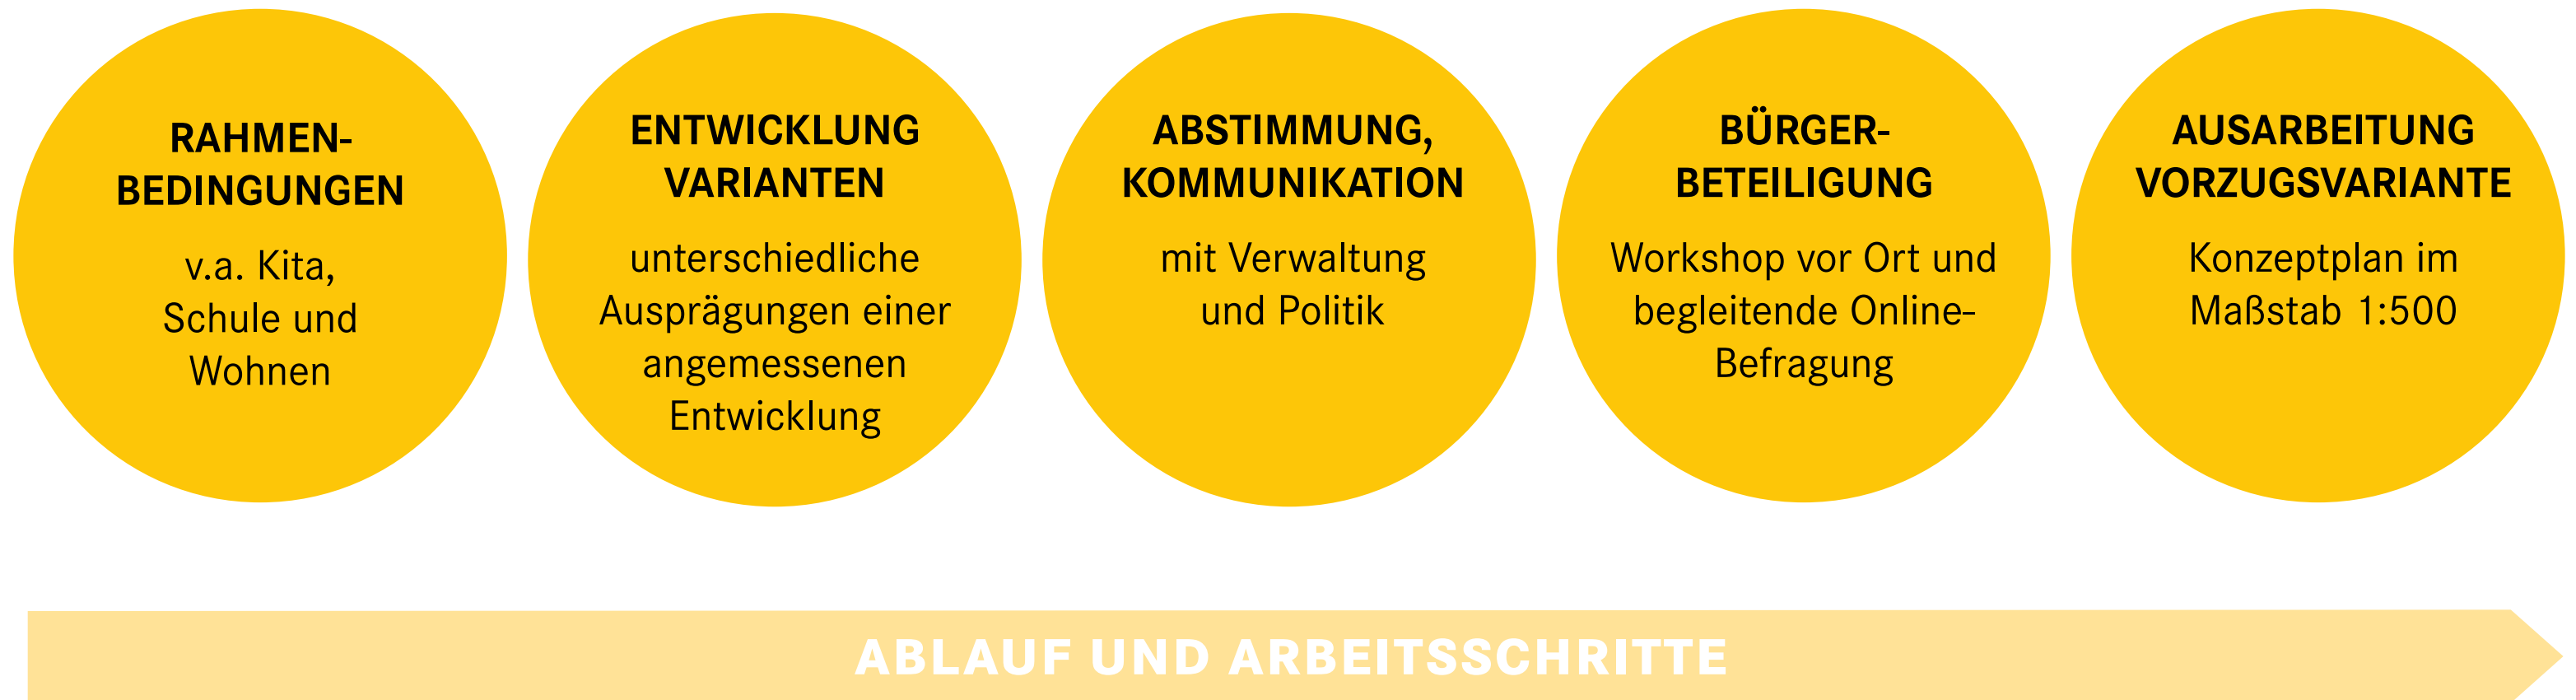 RAHMEN-
BEDINGUNGEN
v.a. Kita,
Schule und
Wohnen
ENTWICKLUNG
VARIANTEN
unterschiedliche
Ausprägungen einer
angemessenen
Entwicklung
ABSTIMMUNG,
KOMMUNIKATION
mit Verwaltung
und Politik
BÜRGER-
BETEILIGUNG
Workshop vor Ort und
begleitende Online-
Befragung
AUSARBEITUNG
VORZUGSVARIANTE
Konzeptplan im
Maßstab 1:500
ABLAUF UND ARBEITSSCHRITTE